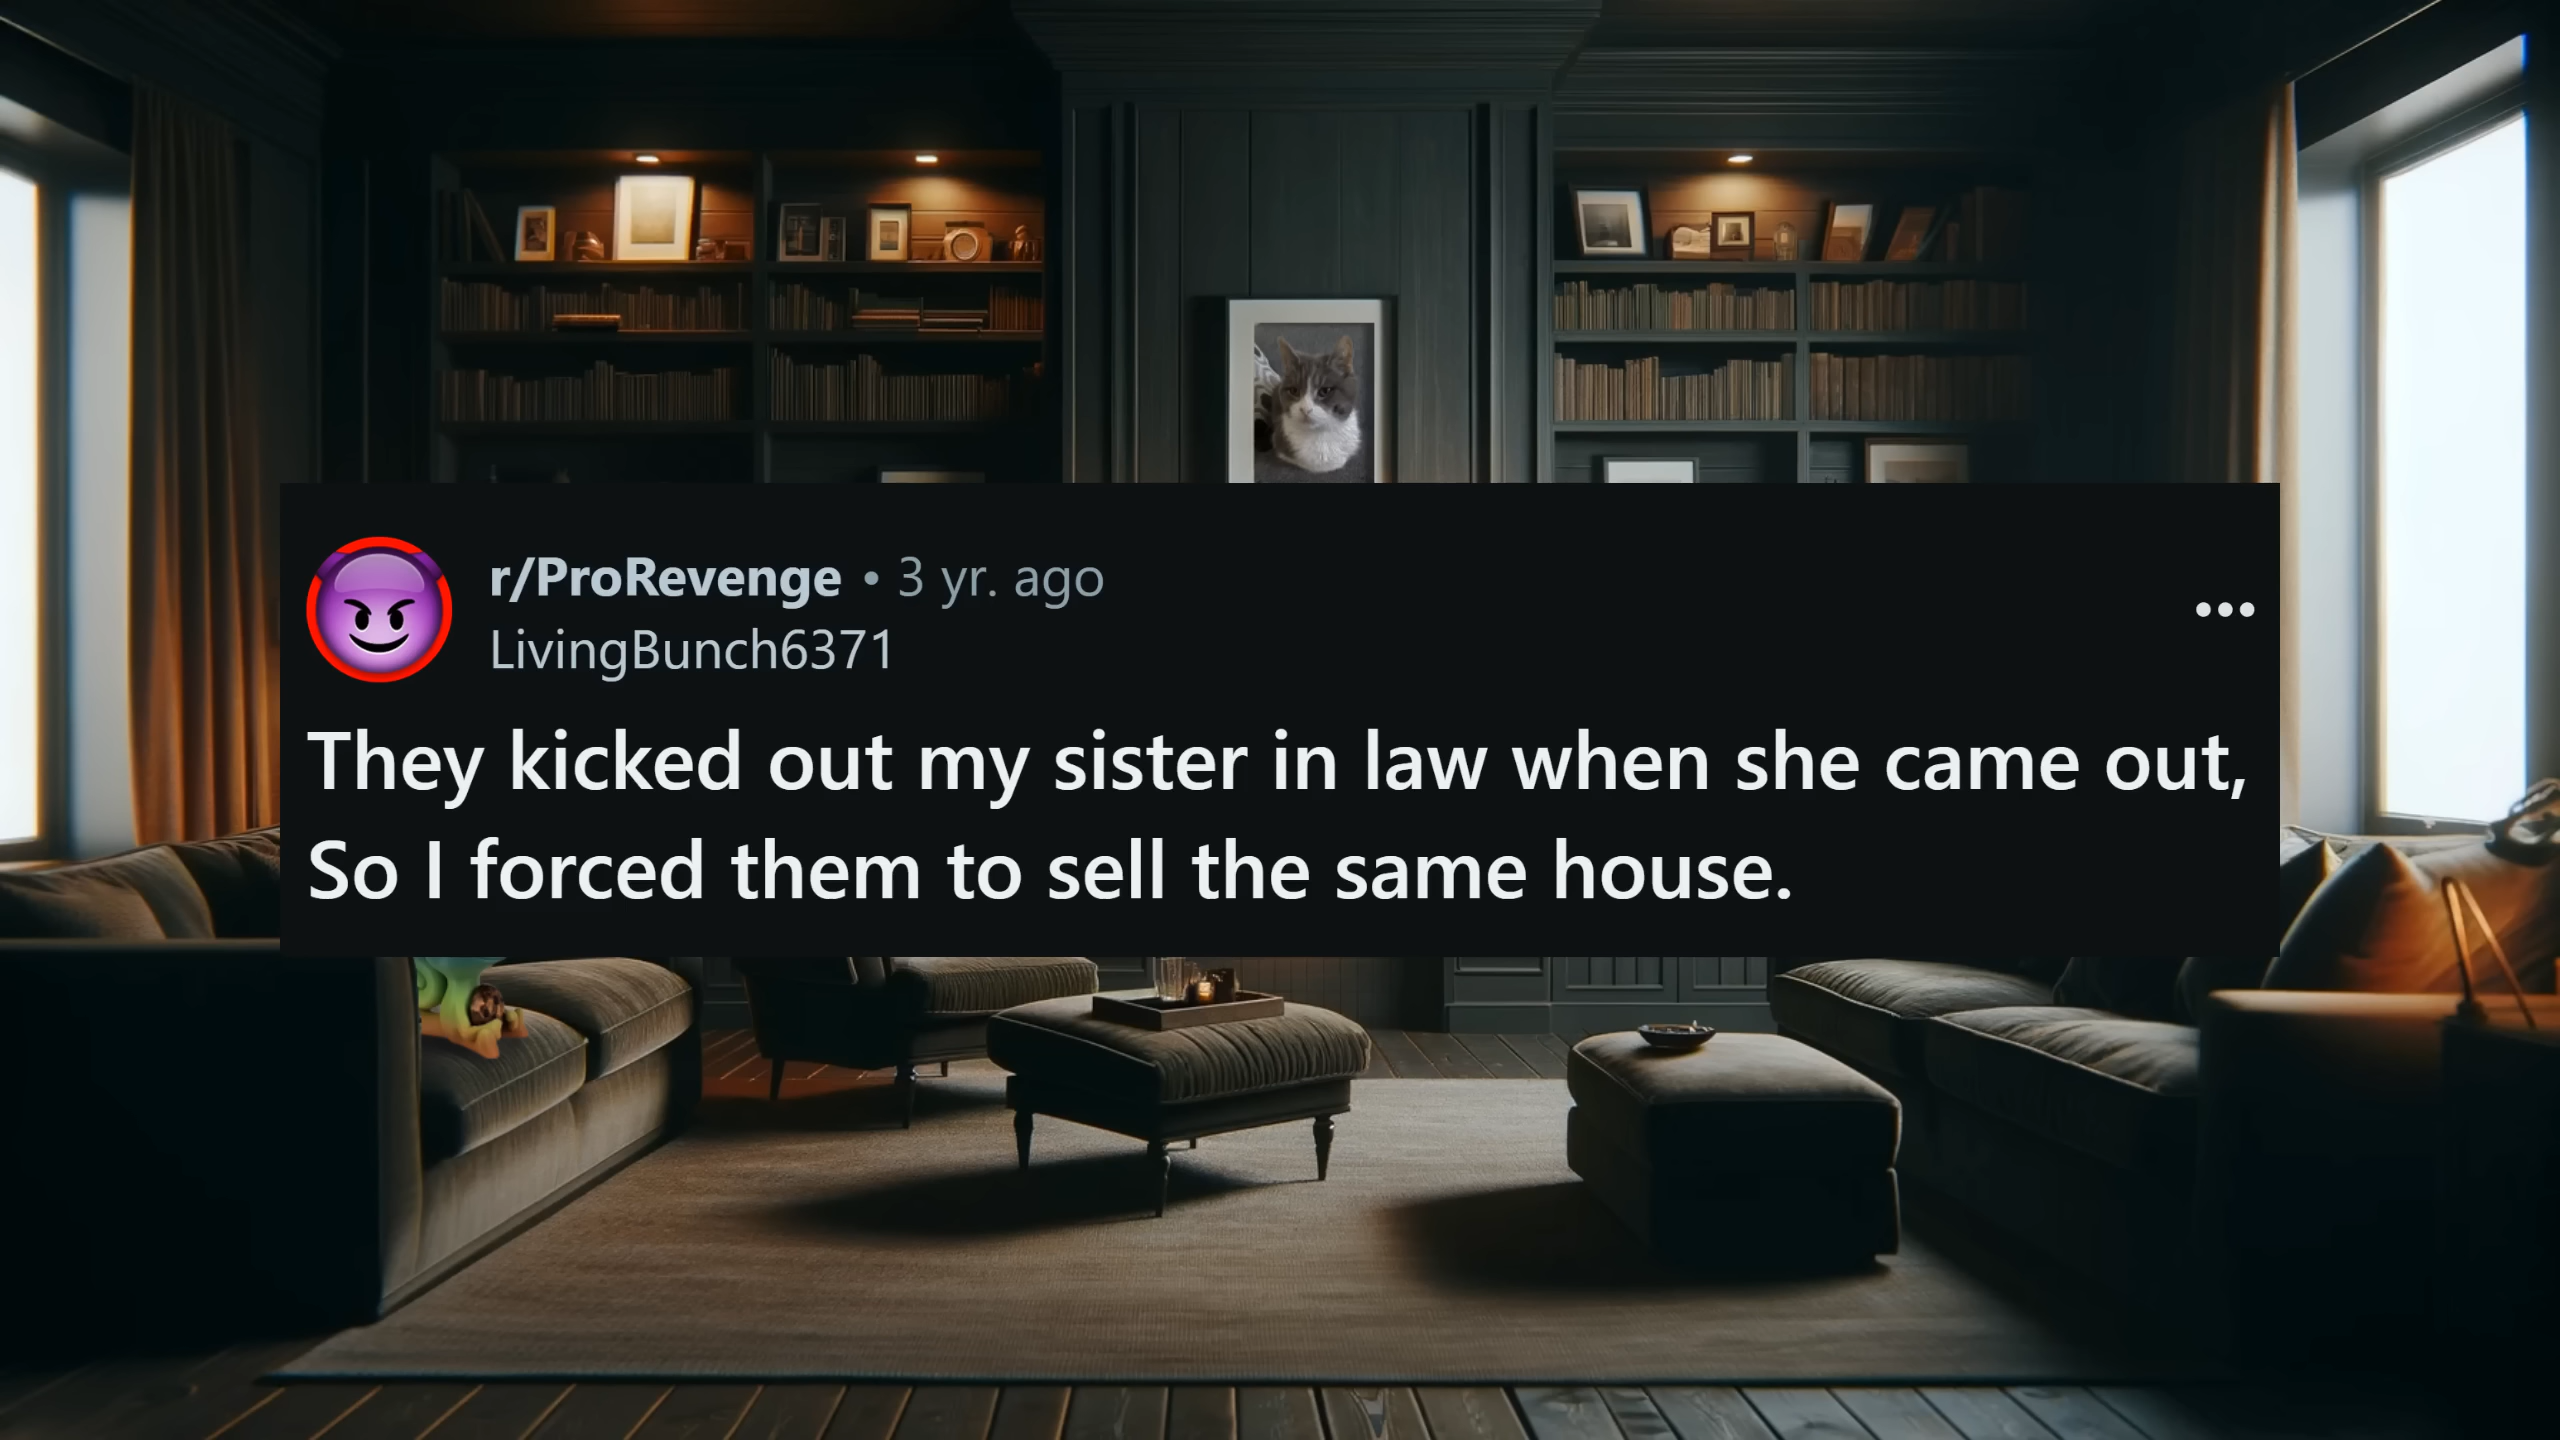 r/ProRevenge • 3 yr. ago
LivingBunch6371
They kicked out my sister in law when she came out,
So I forced them to sell the same house.